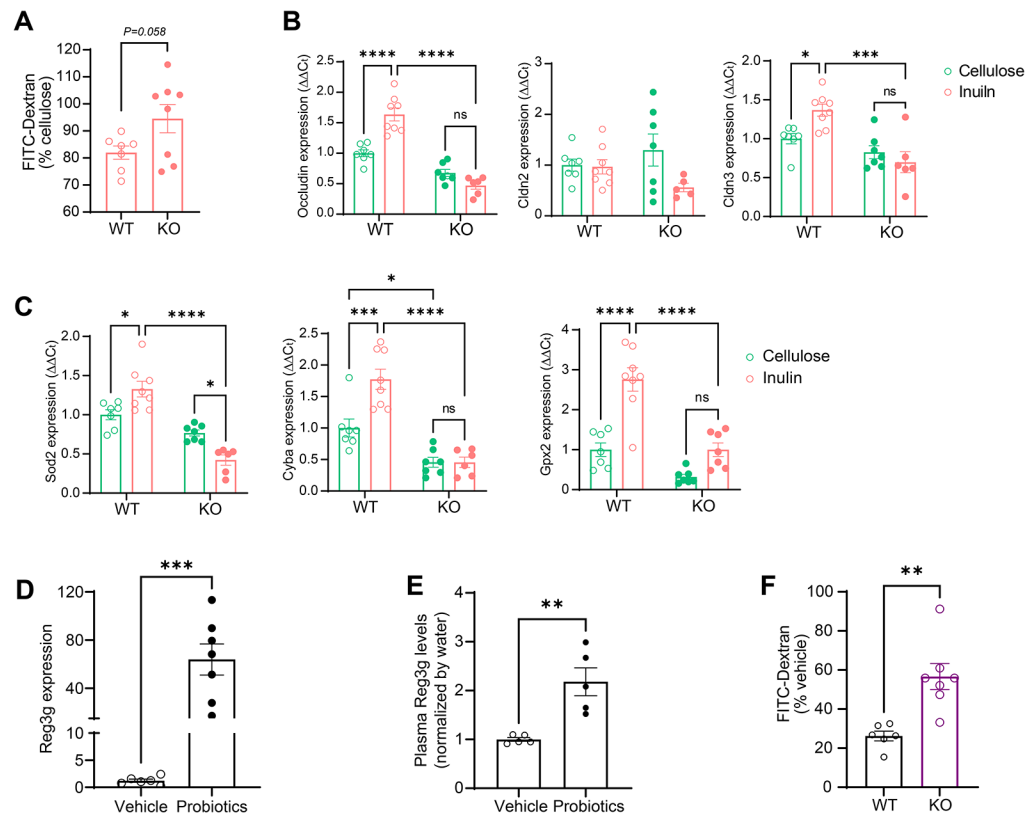 A
P=0.058
FITC-Dextran
(% cellulose)
120
110
100
90
80
70
60
WT
KO
B
Occludin expression (ΔΔCt)
2.5
2.0
1.5
1.0
0.5
0.0
****
****
ns
WT
KO
Cldn2 expression (ΔΔCt)
3
2
1
0
WT
KO
Cldn3 expression (ΔΔCt)
2.0
1.5
1.0
0.5
0.0
*
***
ns
WT
KO
Cellulose
Inuiln
C
Sod2 expression (ΔΔCt)
2.0
1.5
1.0
0.5
0.0
*
****
*
WT
KO
Cyba expression (ΔΔCt)
2.5
2.0
1.5
1.0
0.5
0.0
*
***
****
ns
WT
KO
Gpx2 expression (ΔΔCt)
4
3
2
1
0
****
****
ns
WT
KO
Cellulose
Inulin
D
Reg3g expression
120
80
40
10
5
0
***
Vehicle
Probiotics
E
Plasma Reg3g levels
(normalized by water)
4
3
2
1
0
**
Vehicle
Probiotics
F
FITC-Dextran
(% vehicle)
100
80
60
40
20
0
**
WT
KO